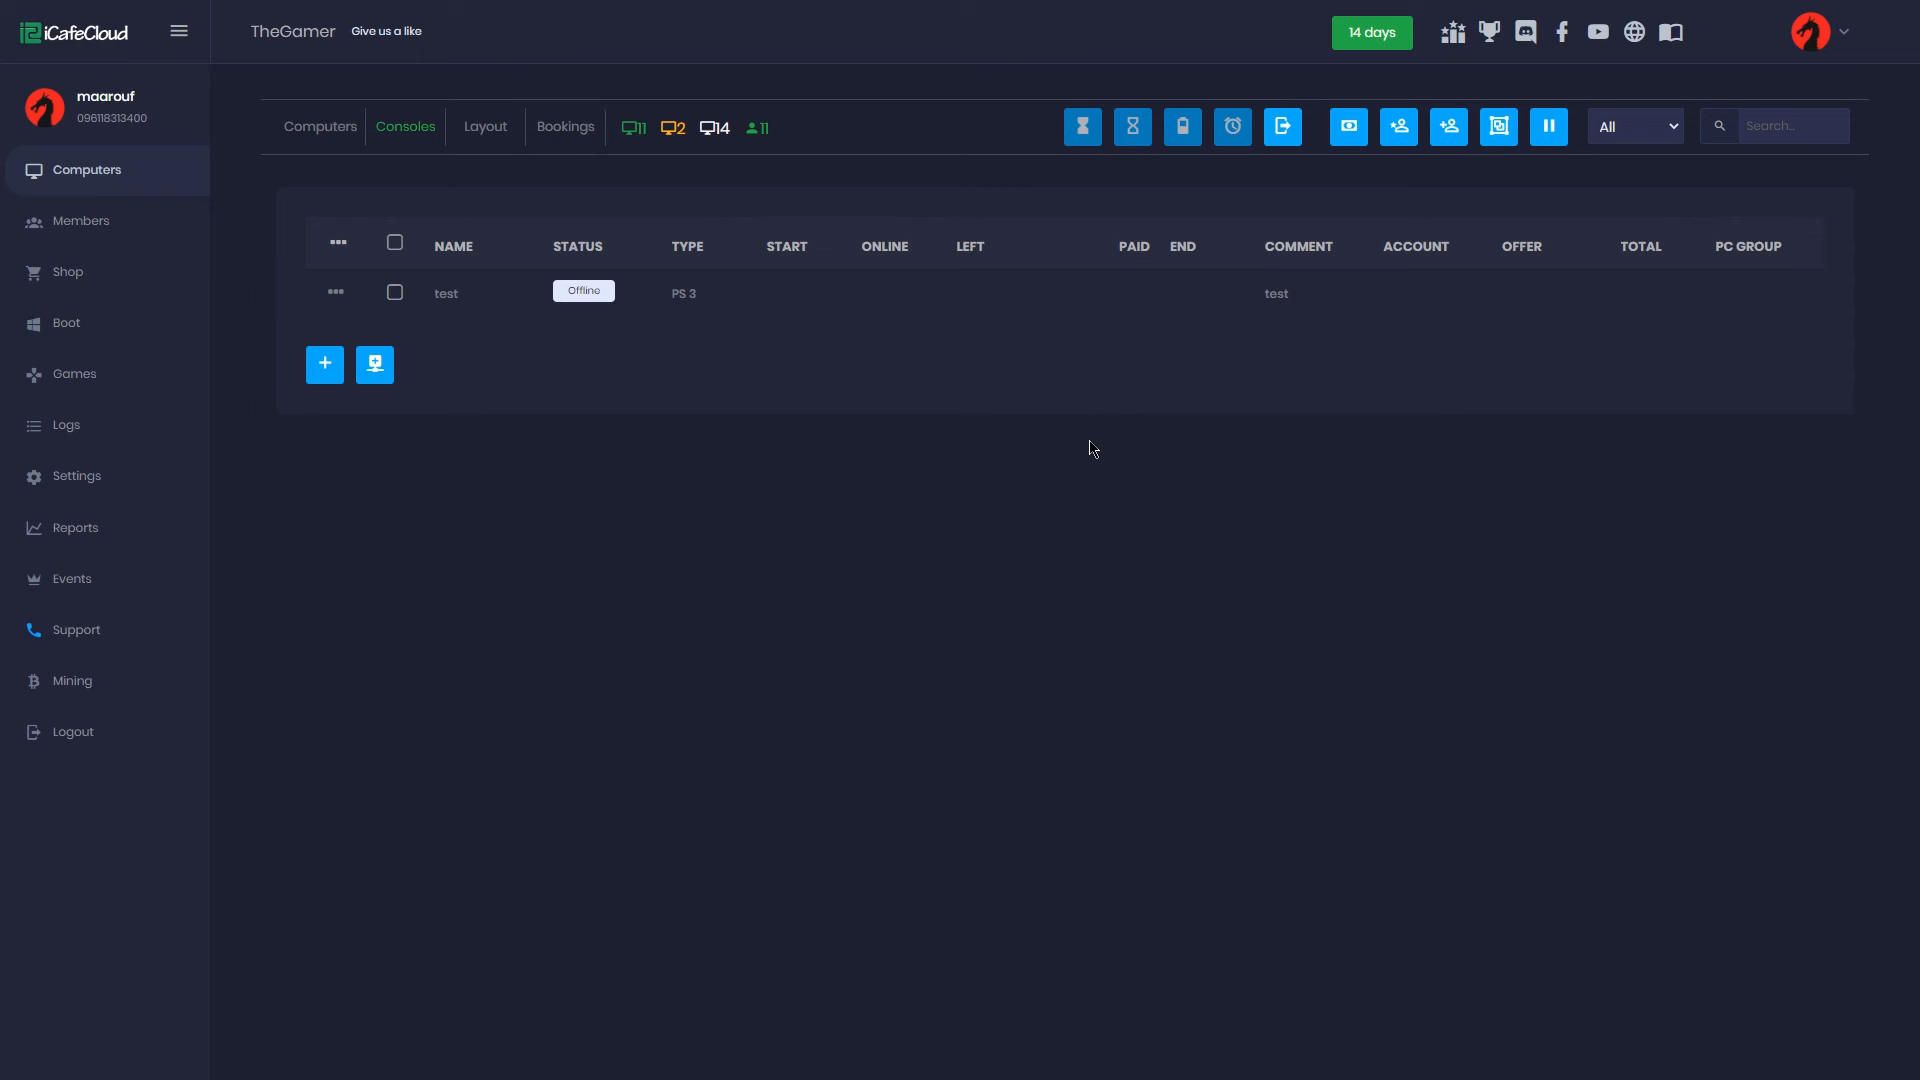 iCafeCloud
TheGamer Give us a like
14 days
maarouf
096118313400
Computers
Members
Shop
Boot
Games
Logs
Settings
Reports
Events
Support
Mining
Logout
Computers Consoles Layout Bookings 11 2 14 11
All Search...
NAME STATUS TYPE START ONLINE LEFT PAID END COMMENT ACCOUNT OFFER TOTAL PC GROUP
test Offline PS 3 test